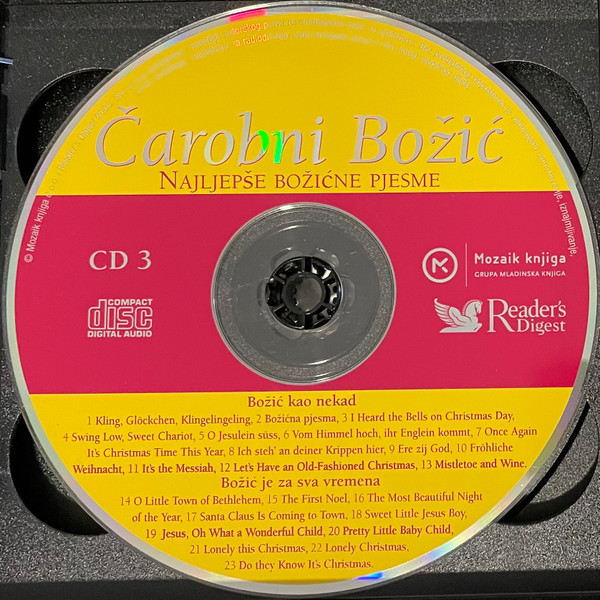 Čarobni Božić
NAJLJEPŠE BOŽIĆNE PJESME
© Mozaik knjiga
iznajmljivanje,
CD 3
COMPACT
disc
DIGITAL AUDIO
Mozaik knjiga
GRUPA MLADINSKA KNJIGA
Reader's
Digest
Božić kao nekad
1 Kling, Glöckchen, Klingelingeling, 2 Božićna pjesma, 3 I Heard the Bells on Christmas Day,
4 Swing Low, Sweet Chariot, 5 O Jesulein süss, 6 Vom Himmel hoch, ihr Englein kommt, 7 Once Again
It's Christmas Time This Year, 8 Ich steh' an deiner Krippen hier, 9 Ere zij God, 10 Fröhliche
Weihnacht, 11 It's the Messiah, 12 Let's Have an Old-Fashioned Christmas, 13 Mistletoe and Wine.
Božić je za sva vremena
14 O Little Town of Bethlehem, 15 The First Noel, 16 The Most Beautiful Night
of the Year, 17 Santa Claus Is Coming to Town, 18 Sweet Little Jesus Boy,
19 Jesus, Oh What a Wonderful Child, 20 Pretty Little Baby Child,
21 Lonely this Christmas, 22 Lonely Christmas,
23 Do they Know It's Christmas.